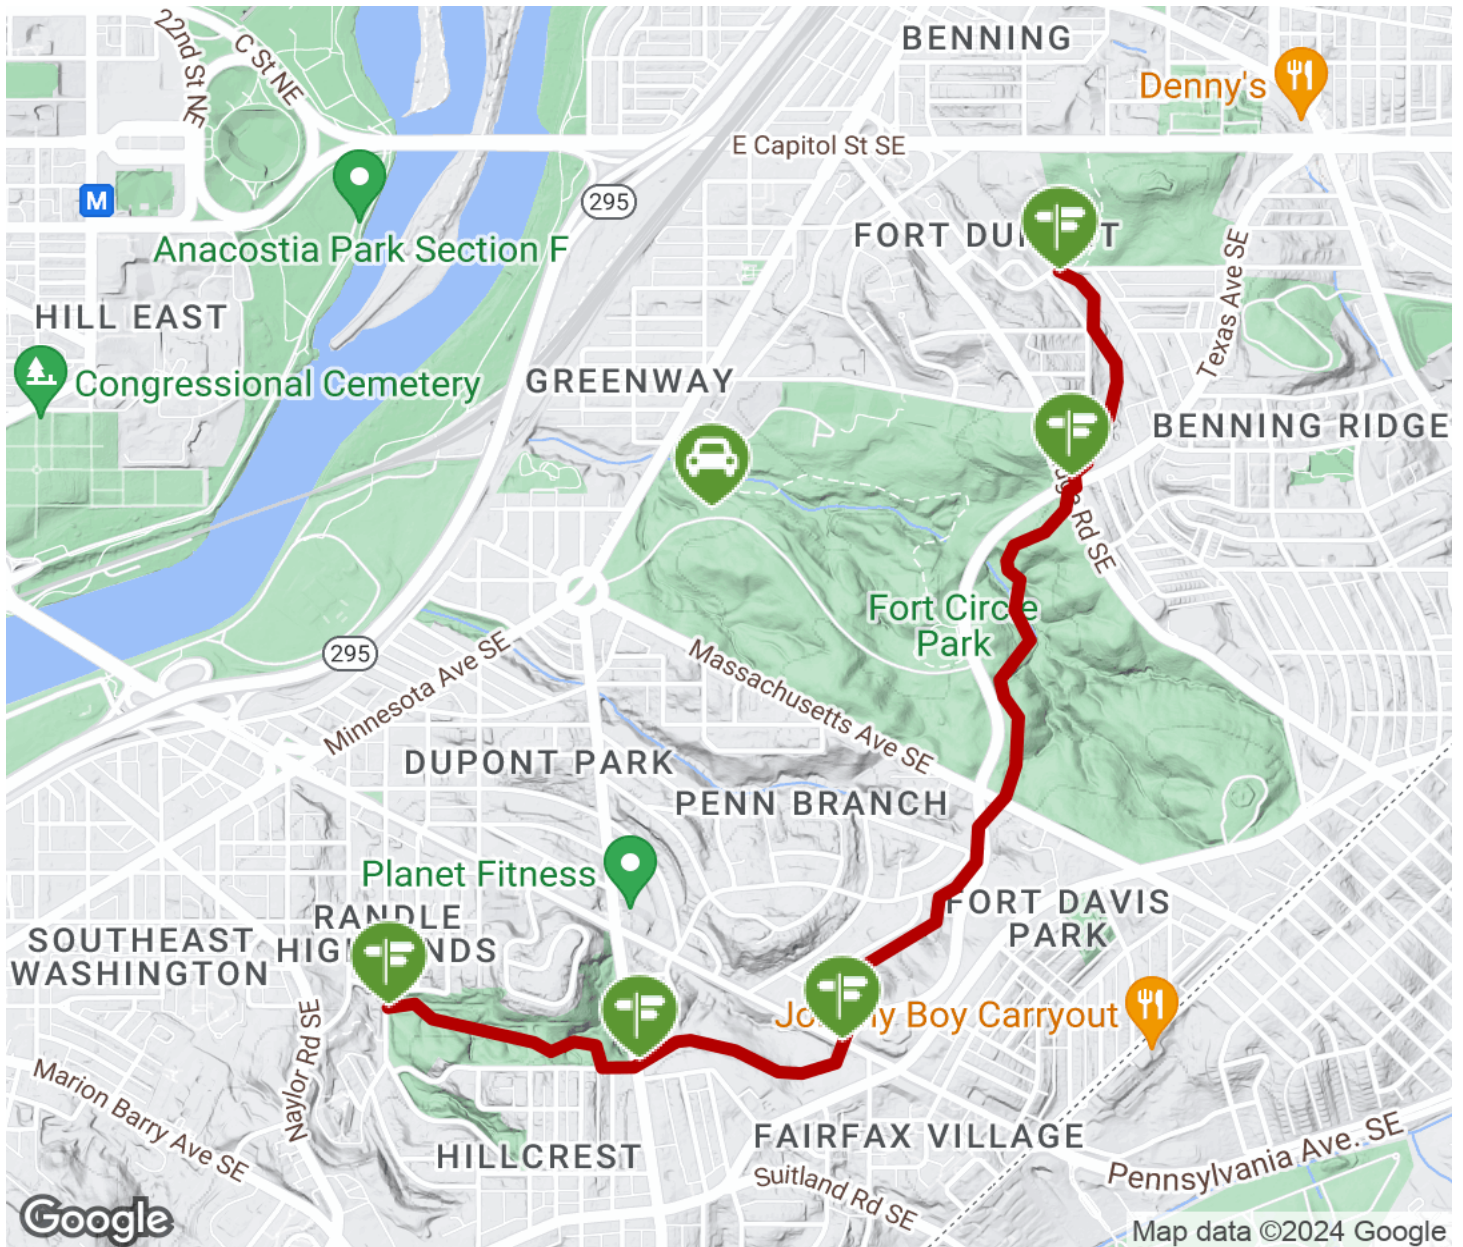 BENNING
22nd St NE
C St NE
Denny's
E Capitol St SE
M
295
FORT DU T
Anacostia Park Section F
Texas Ave SE
HILL EAST
Congressional Cemetery
GREENWAY
BENNING RIDGE
Rd SE
Fort Circle
Park
295
Minnesota Ave SE
Massachusetts Ave SE
DUPONT PARK
PENN BRANCH
Planet Fitness
FORT DAVIS
PARK
RANDLE
HIGHLANDS
SOUTHEAST
WASHINGTON
Naylor Rd SE
Jo y Boy Carryout
Marion Barry Ave SE
HILLCREST
FAIRFAX VILLAGE
Pennsylvania Ave. SE
Suitland Rd SE
Google
Map data ©2024 Google